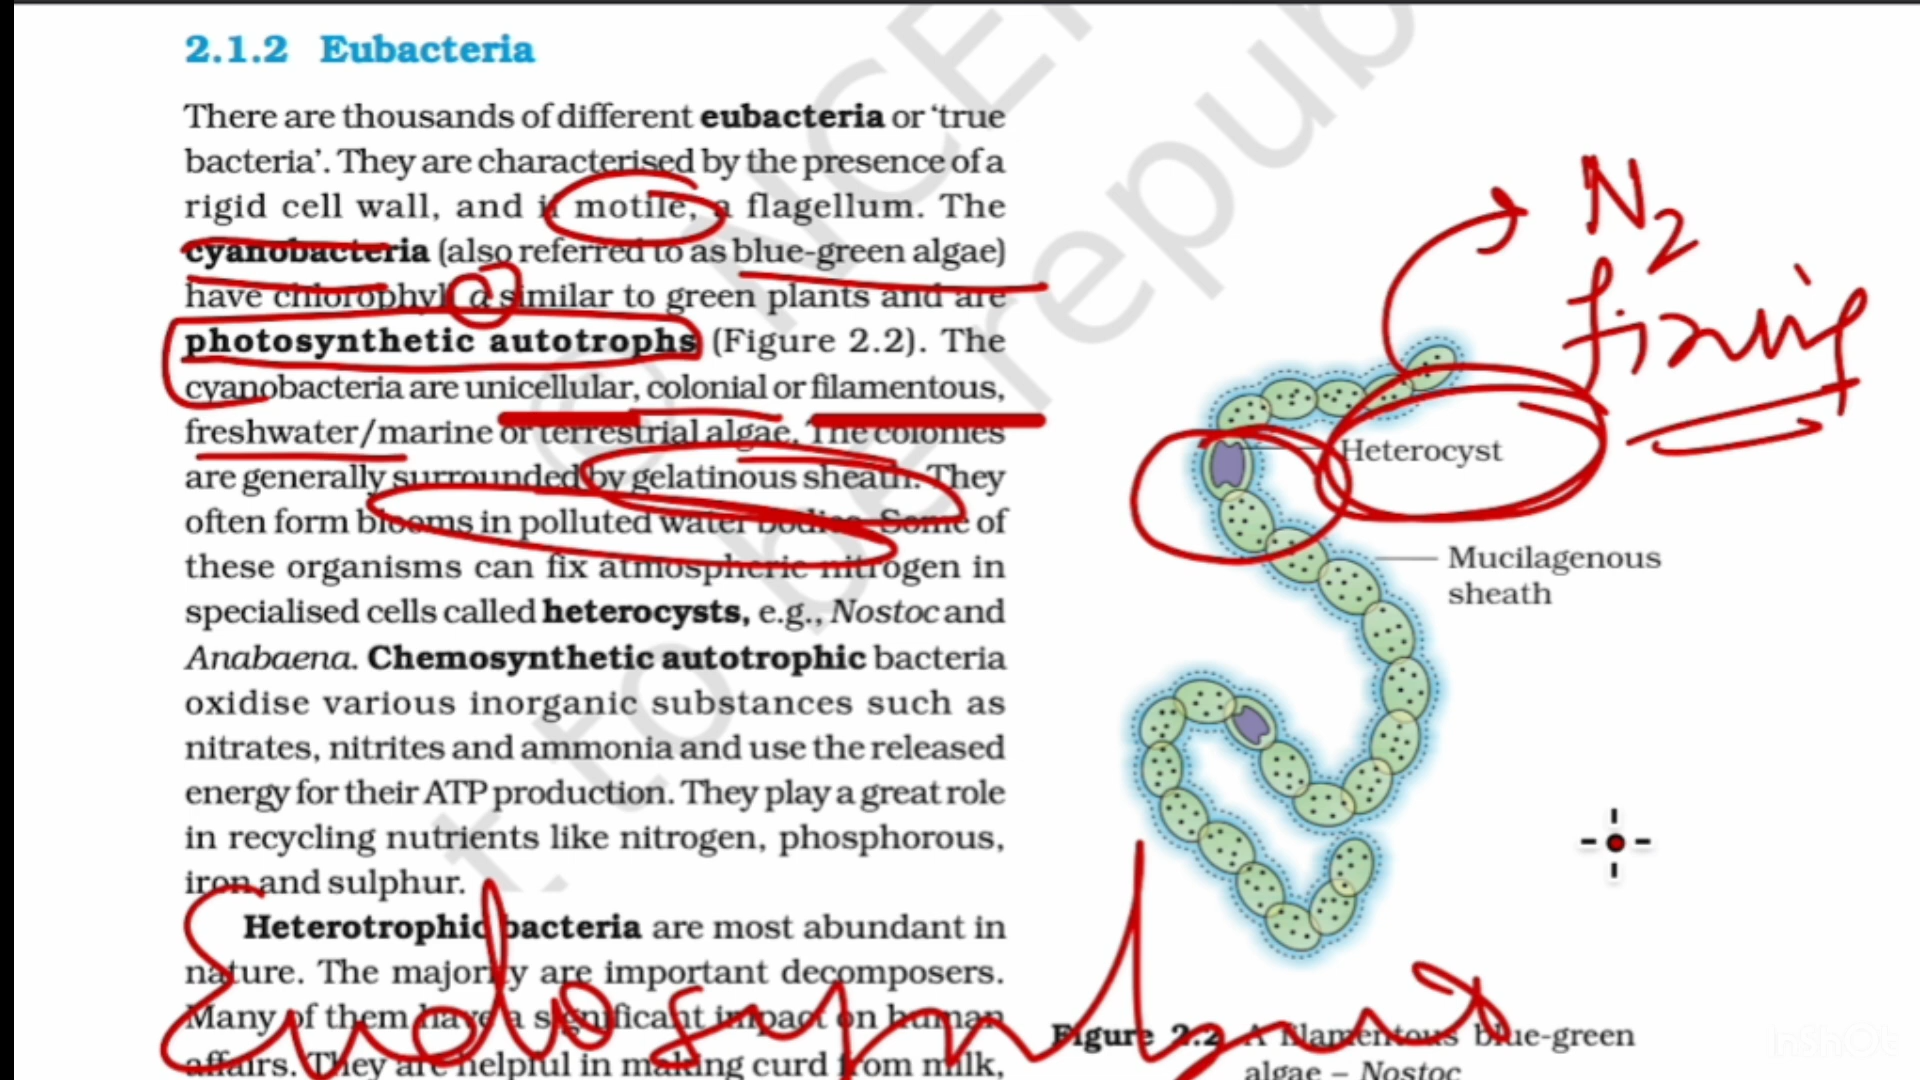 2.1.2 Eubacteria
There are thousands of different eubacteria or ‘true
bacteria’. They are characterised by the presence of a
rigid cell wall, and if motile, a flagellum. The
cyanobacteria (also referred to as blue-green algae)
have chlorophyll a similar to green plants and are
photosynthetic autotrophs (Figure 2.2). The
cyanobacteria are unicellular, colonial or filamentous,
freshwater/marine or terrestrial algae. The colonies
are generally surrounded by gelatinous sheath. They
often form blooms in polluted water bodies. Some of
these organisms can fix atmospheric nitrogen in
specialised cells called heterocysts, e.g., Nostoc and
Anabaena. Chemosynthetic autotrophic bacteria
oxidise various inorganic substances such as
nitrates, nitrites and ammonia and use the released
energy for their ATP production. They play a great role
in recycling nutrients like nitrogen, phosphorous,
iron and sulphur.
Heterotrophic bacteria are most abundant in
nature. The majority are important decomposers.
Many of them have a significant impact on human
affairs. They are helpful in making curd from milk,
N2
fixing
Heterocyst
Mucilagenous
sheath
Figure 2.2 A filamentous blue-green
algae – Nostoc
InShOt